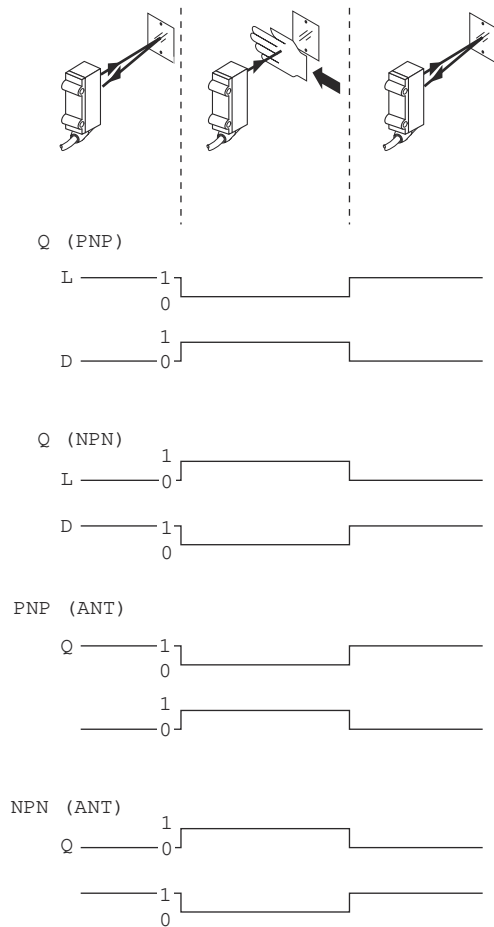 Q (PNP)
L 1
0
1
D 0
Q (NPN)
1
L 0
D 1
0
PNP (ANT)
Q 1
0
1
0
NPN (ANT)
1
Q 0
1
0